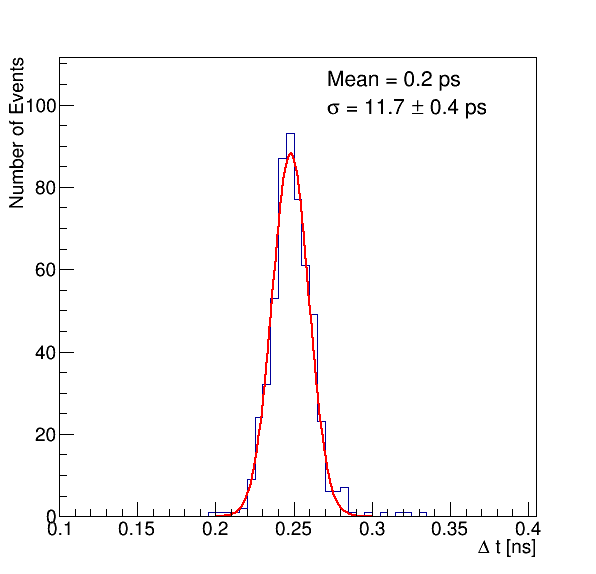 Mean = 0.2 ps
σ = 11.7 ± 0.4 ps
Number of Events
100
80
60
40
20
0
0.1 0.15 0.2 0.25 0.3 0.35 0.4
Δ t [ns]